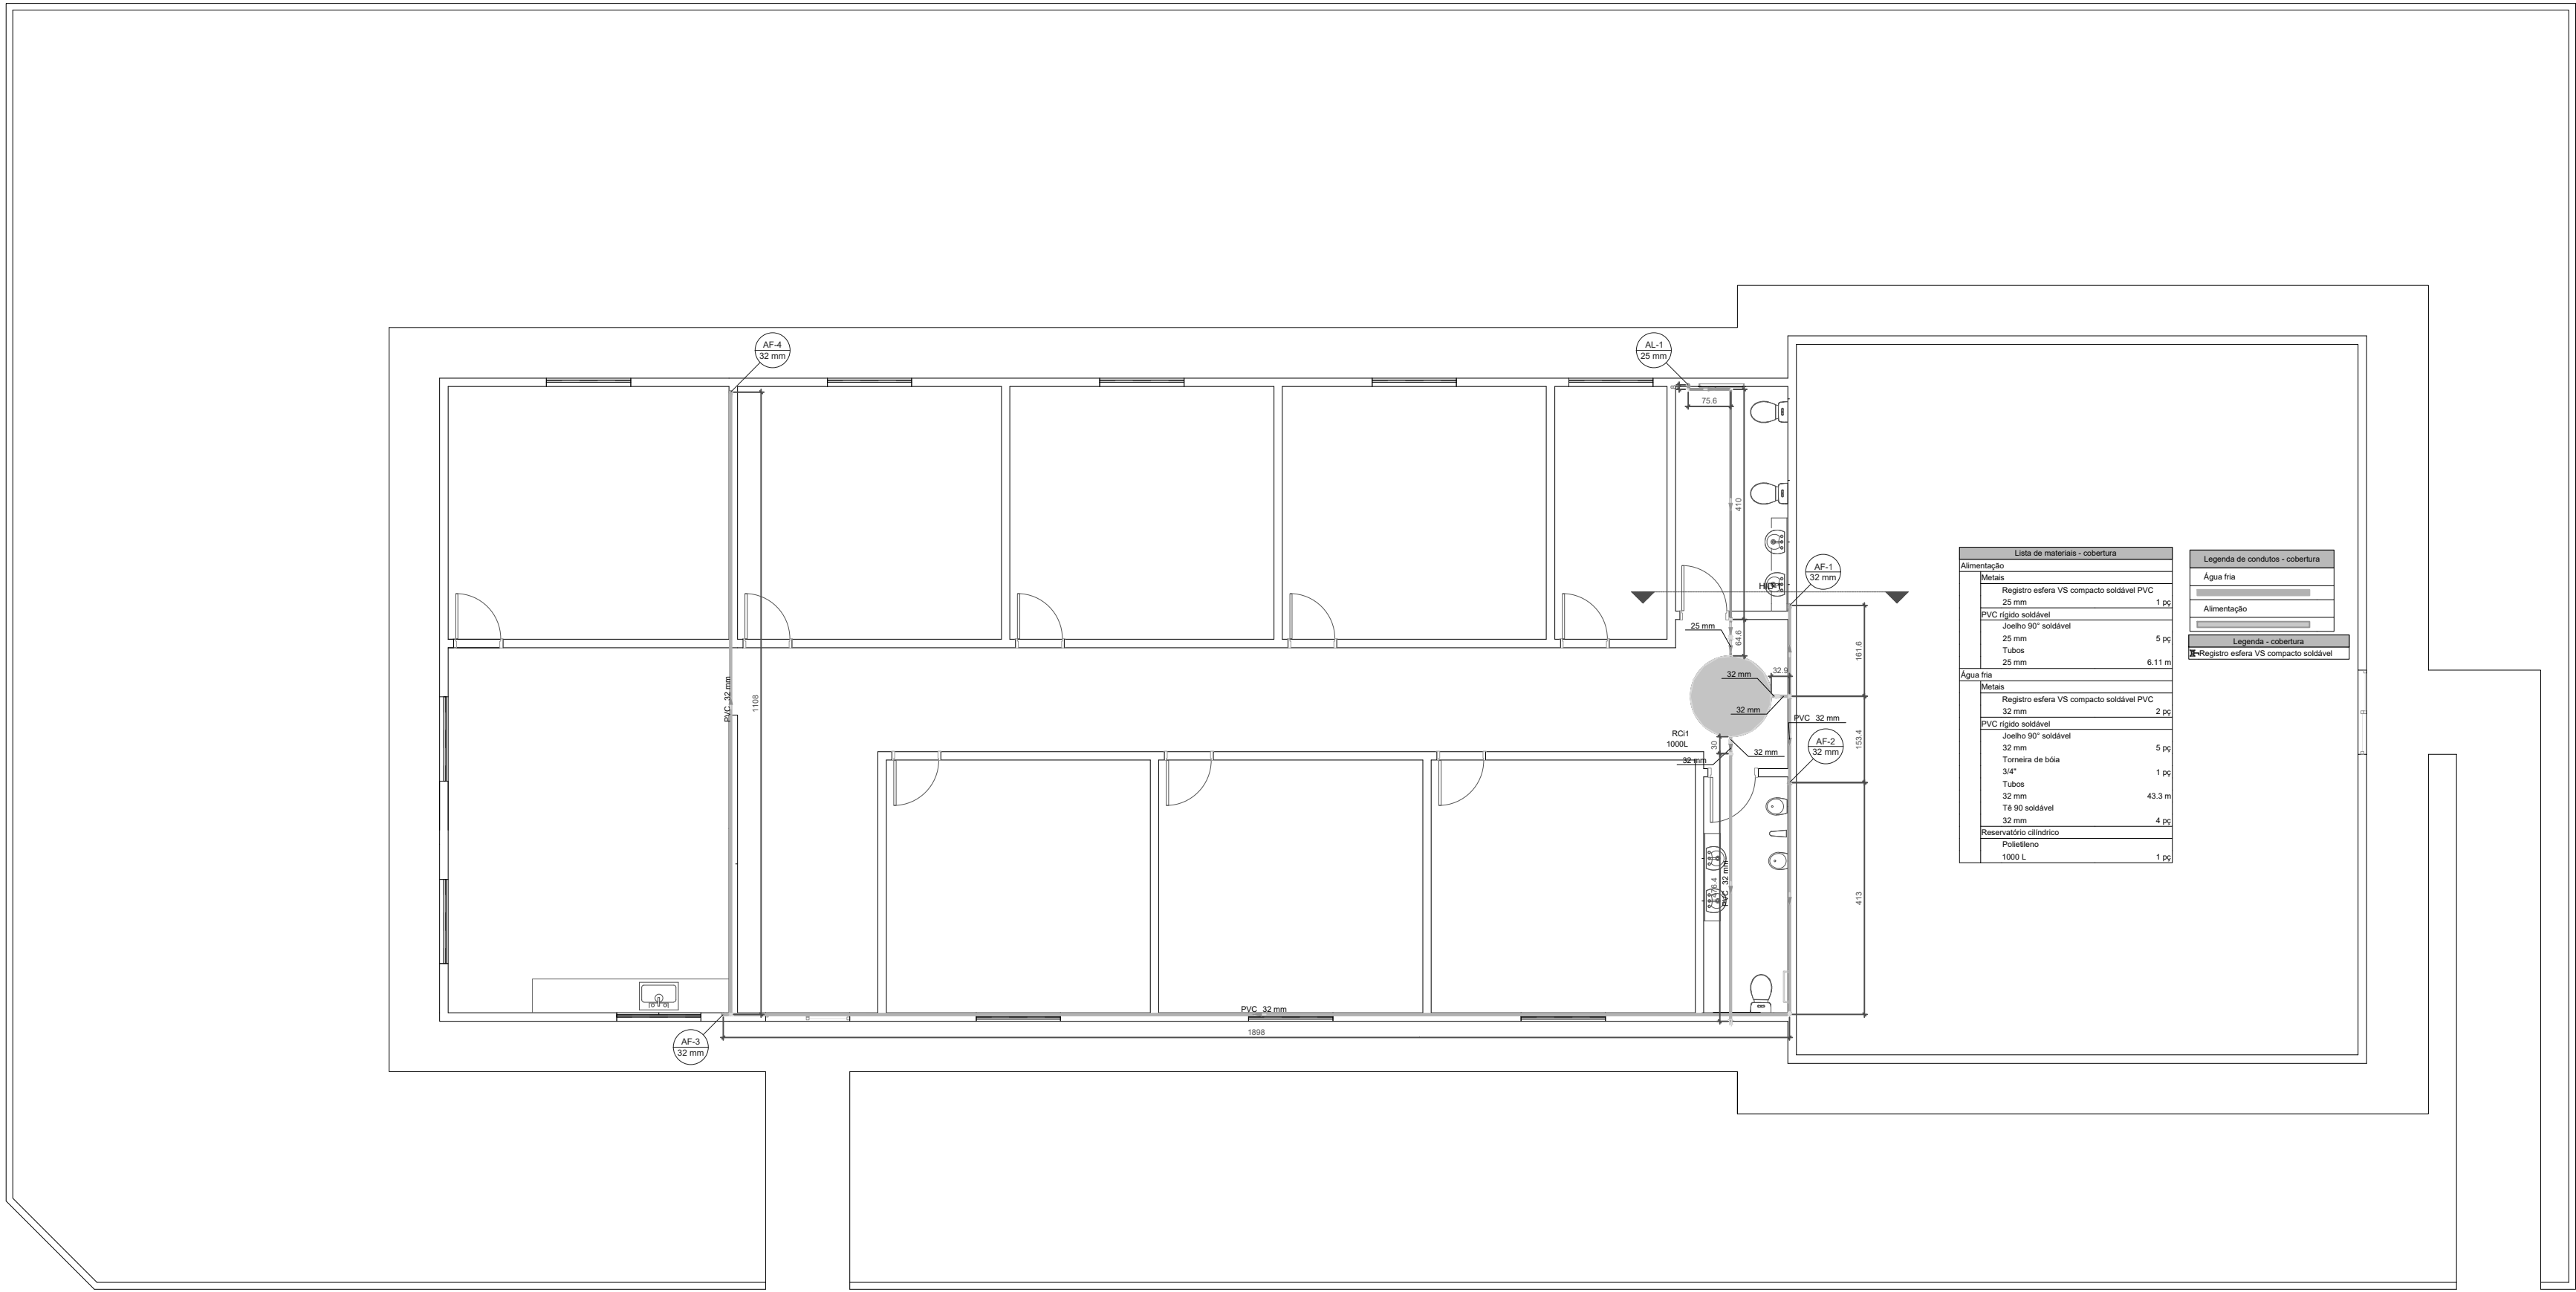 AF-4
32 mm
AL-1
25 mm
75.6
410
AF-1
32 mm
25 mm
64.6
161.6
32.9
32 mm
32 mm
PVC 32 mm
1108
PVC 32 mm
RCi1
1000L
30
32 mm
32 mm
AF-2
32 mm
153.4
413
PVC 32 mm
PVC 32 mm
1898
AF-3
32 mm
Lista de materiais - cobertura
Alimentação
Metais
Registro esfera VS compacto soldável PVC
25 mm 1 pç
PVC rígido soldável
Joelho 90° soldável
25 mm 5 pç
Tubos
25 mm 6.11 m
Água fria
Metais
Registro esfera VS compacto soldável PVC
32 mm 2 pç
PVC rígido soldável
Joelho 90° soldável
32 mm 5 pç
Torneira de bóia
3/4" 1 pç
Tubos
32 mm 43.3 m
Tê 90 soldável
32 mm 4 pç
Reservatório cilíndrico
Polietileno
1000 L 1 pç
Legenda de condutos - cobertura
Água fria
Alimentação
Legenda - cobertura
Registro esfera VS compacto soldável